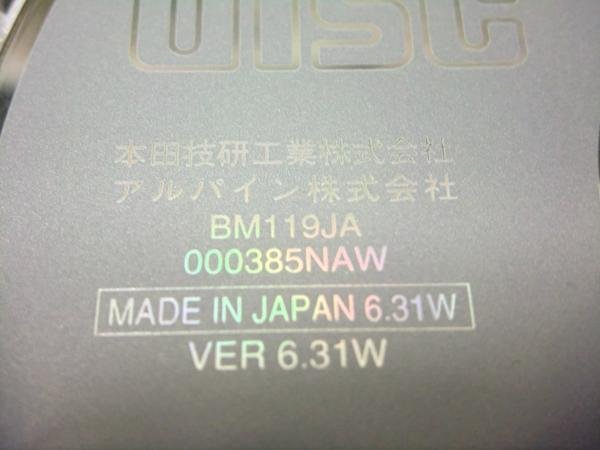 DISC
本田技研工業株式会社
アルパイン株式会社
BM119JA
000385NAW
MADE IN JAPAN 6.31W
VER 6.31W